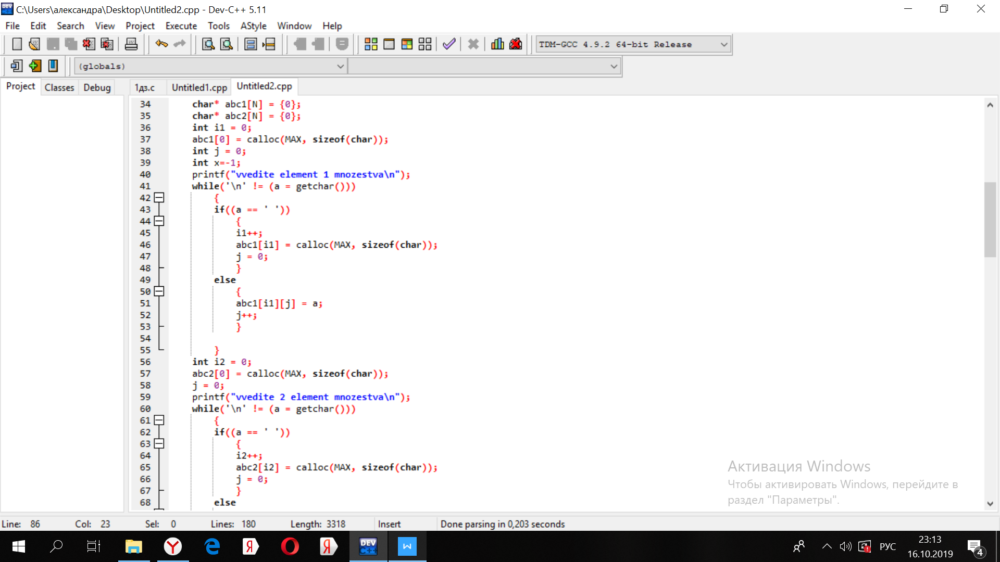 C:\Users\александра\Desktop\Untitled2.cpp - Dev-C++ 5.11
File Edit Search View Project Execute Tools AStyle Window Help
TDM-GCC 4.9.2 64-bit Release
(globals)
Project Classes Debug 1дз.c Untitled1.cpp Untitled2.cpp
34 char* abc1[N] = {0};
35 char* abc2[N] = {0};
36 int i1 = 0;
37 abc1[0] = calloc(MAX, sizeof(char));
38 int j = 0;
39 int x=-1;
40 printf("vvedite element 1 mnozestva\n");
41 while('\n' != (a = getchar()))
42 {
43 if((a == ' '))
44 {
45 i1++;
46 abc1[i1] = calloc(MAX, sizeof(char));
47 j = 0;
48 }
49 else
50 {
51 abc1[i1][j] = a;
52 j++;
53 }
54
55 }
56 int i2 = 0;
57 abc2[0] = calloc(MAX, sizeof(char));
58 j = 0;
59 printf("vvedite 2 element mnozestva\n");
60 while('\n' != (a = getchar()))
61 {
62 if((a == ' '))
63 {
64 i2++;
65 abc2[i2] = calloc(MAX, sizeof(char));
66 j = 0;
67 }
68 else
Активация Windows
Чтобы активировать Windows, перейдите в
раздел "Параметры".
Line: 86 Col: 23 Sel: 0 Lines: 180 Length: 3318 Insert Done parsing in 0,203 seconds
DEV C++
РУС
23:13
16.10.2019
4